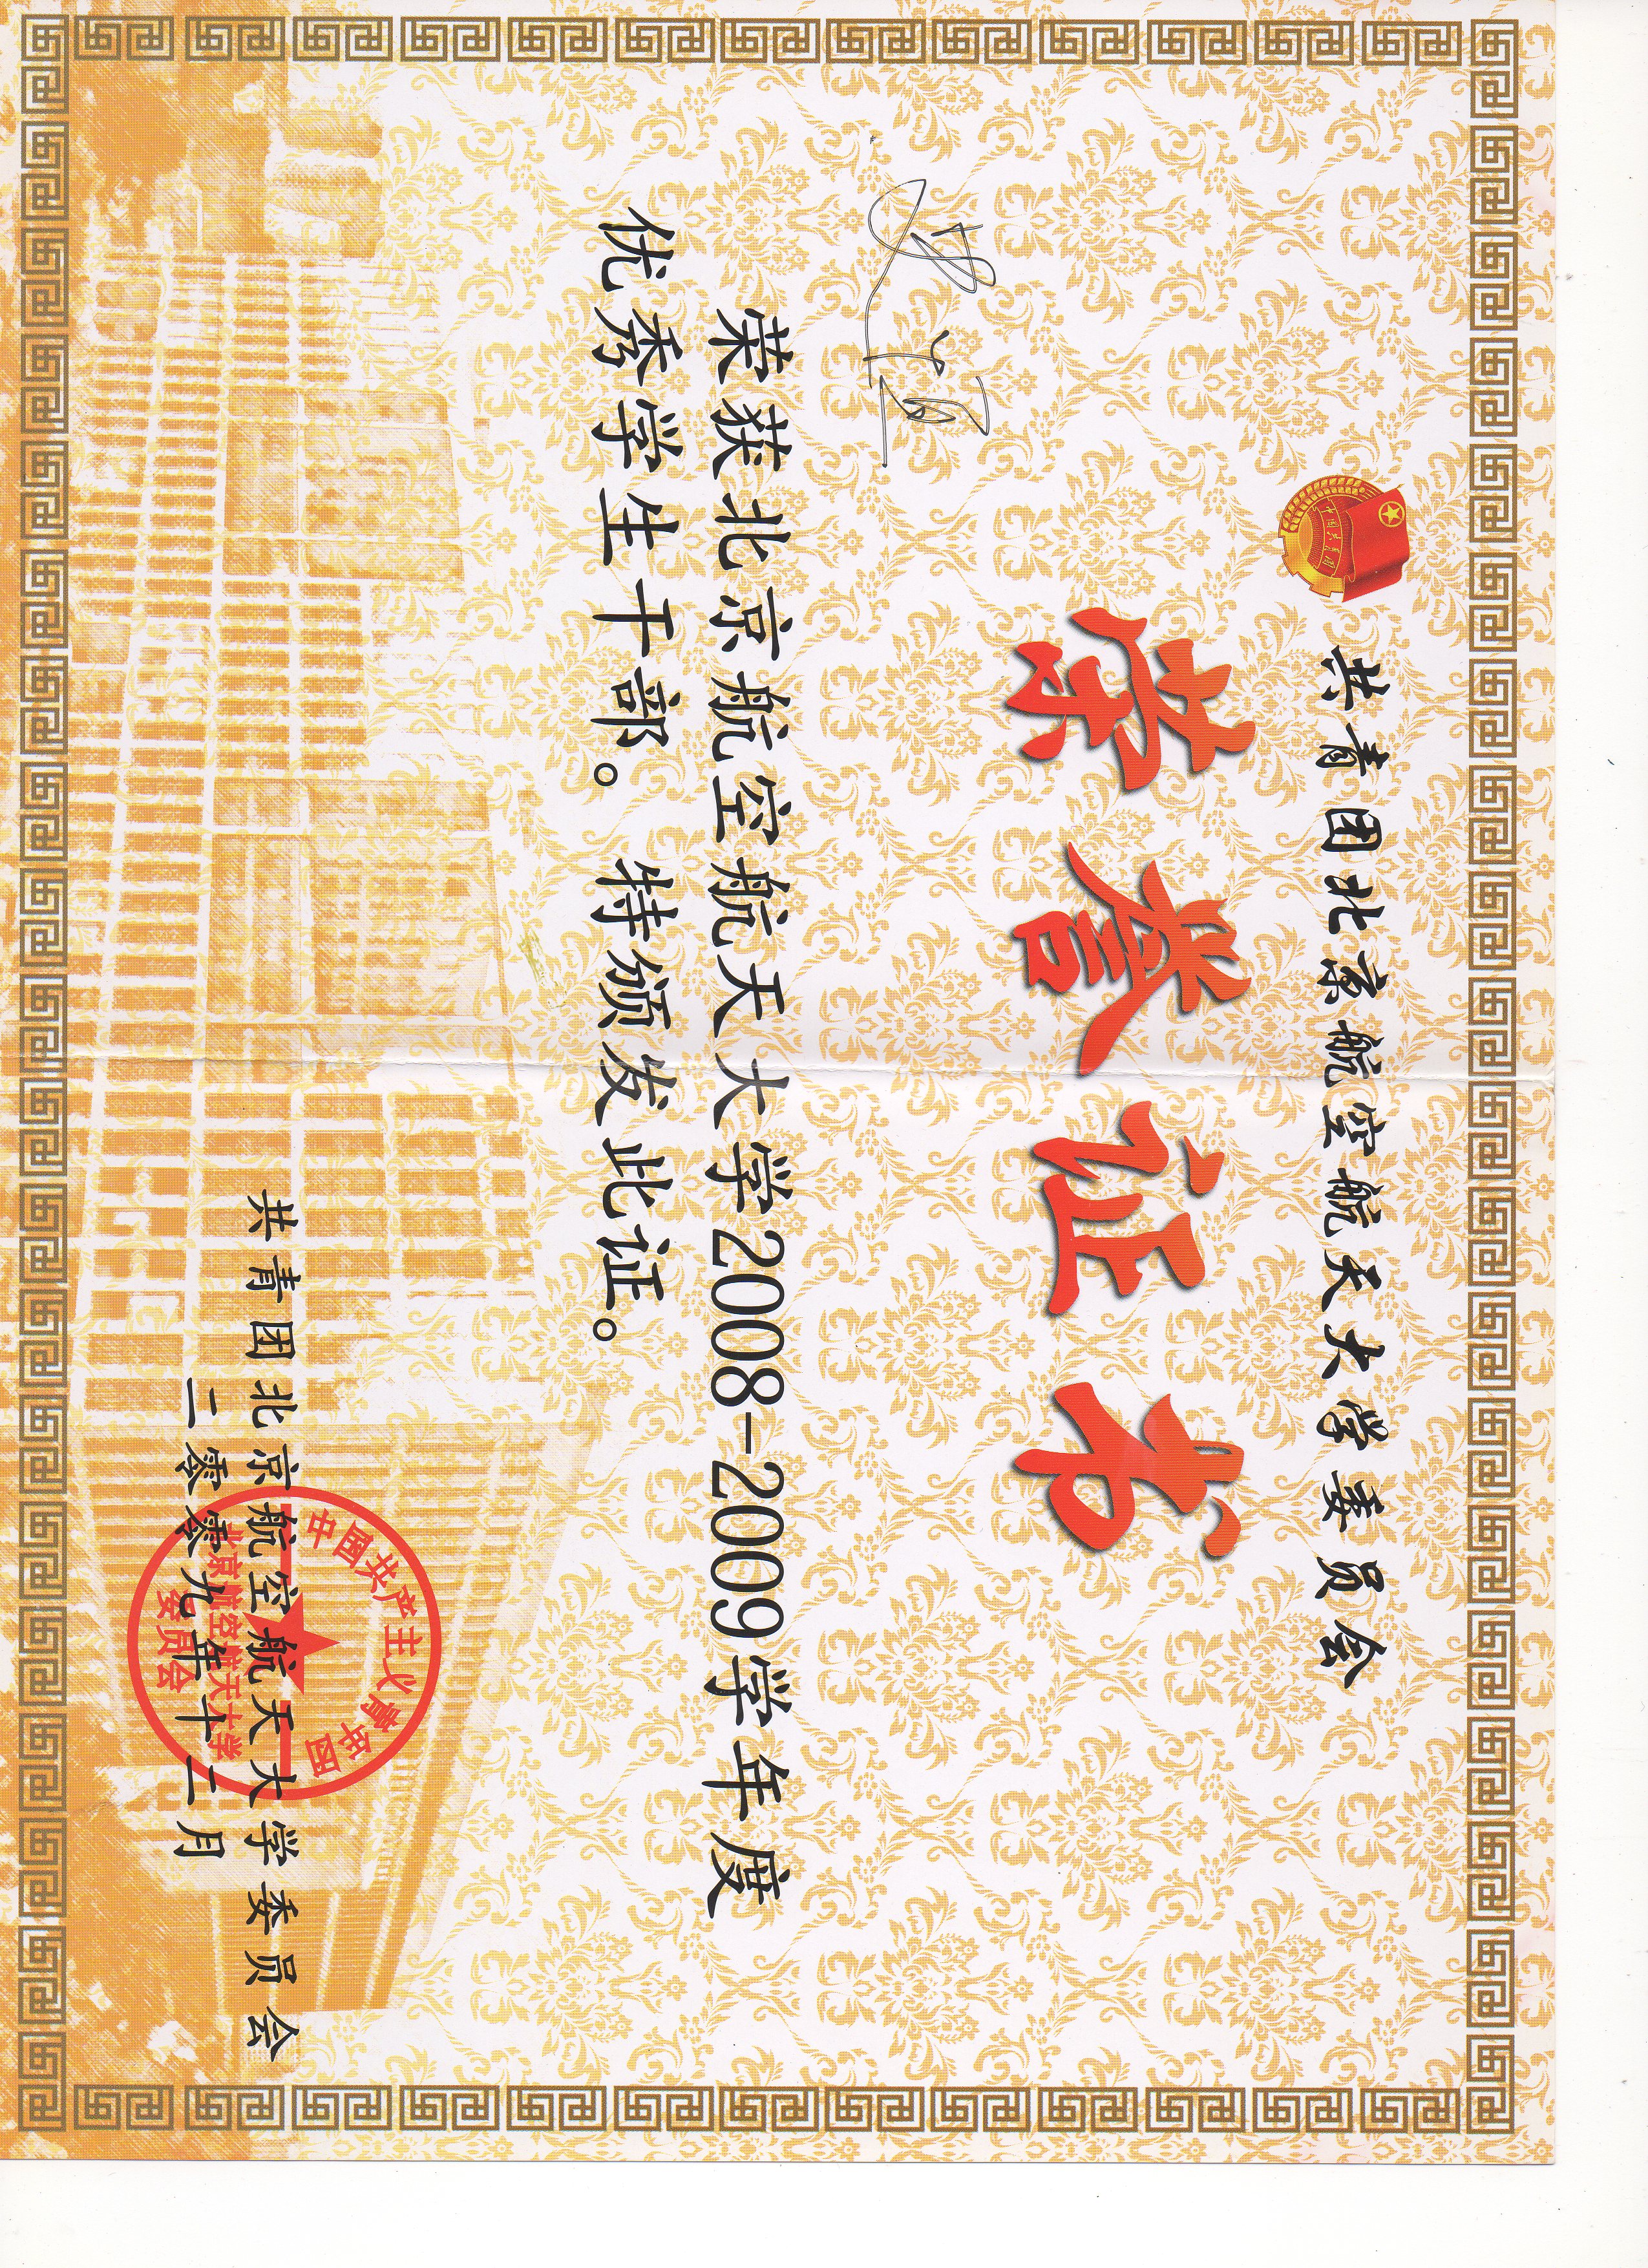 中国共青团
共青团北京航空航天大学委员会
荣誉证书
史恒
荣获北京航空航天大学2008-2009学年度
优秀学生干部。特颁发此证。
中国共产主义青年团
共青团北京航空航天大学委员会
北京航空航天大学
二零零九年十二月
委员会